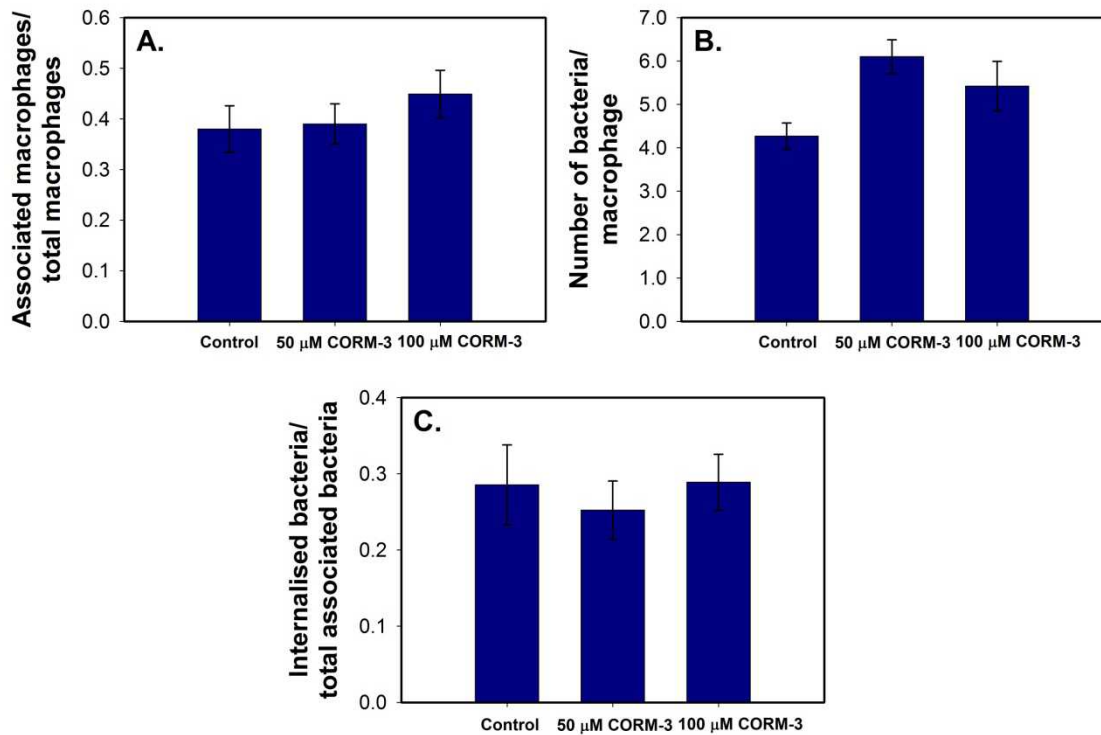 A.
Associated macrophages/
total macrophages
0.6
0.5
0.4
0.3
0.2
0.1
0.0
Control
50 μM CORM-3
100 μM CORM-3
B.
Number of bacteria/
macrophage
7.0
6.0
5.0
4.0
3.0
2.0
1.0
0.0
Control
50 μM CORM-3
100 μM CORM-3
C.
Internalised bacteria/
total associated bacteria
0.4
0.3
0.2
0.1
0.0
Control
50 μM CORM-3
100 μM CORM-3